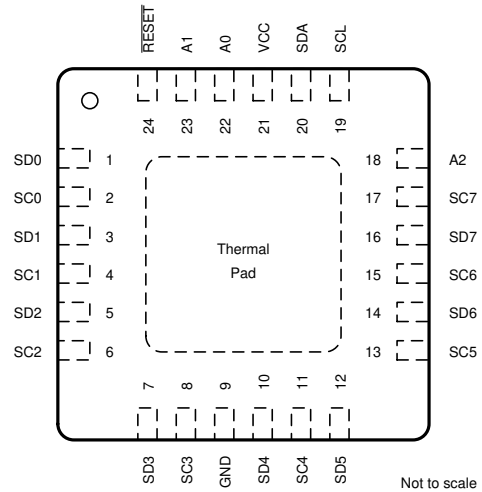 RESET
A1
A0
VCC
SDA
SCL
24
23
22
21
20
19
SD0 1
SC0 2
SD1 3
SC1 4
SD2 5
SC2 6
Thermal
Pad
18 A2
17 SC7
16 SD7
15 SC6
14 SD6
13 SC5
7
8
9
10
11
12
SD3
SC3
GND
SD4
SC4
SD5
Not to scale